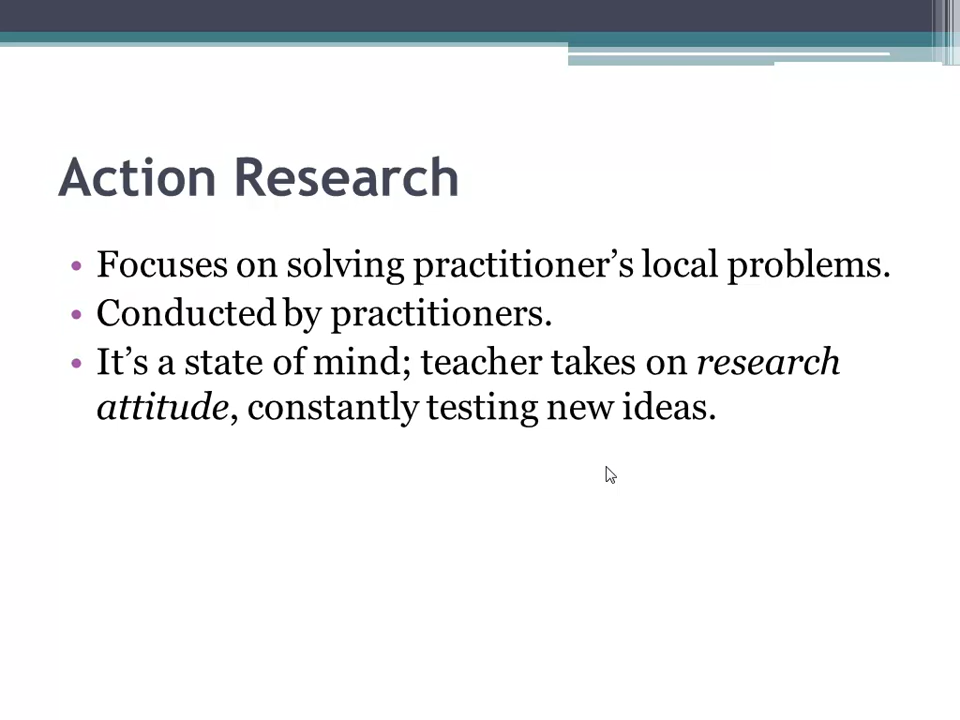 Action Research
• Focuses on solving practitioner’s local problems.
• Conducted by practitioners.
• It’s a state of mind; teacher takes on research
attitude, constantly testing new ideas.